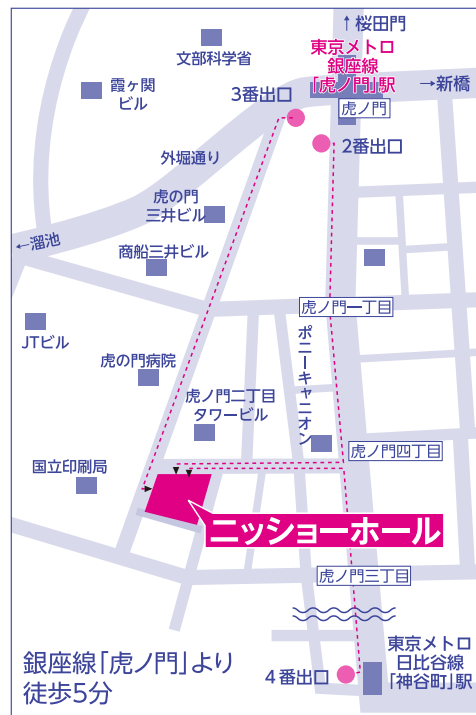 ↑桜田門
文部科学省
東京メトロ
銀座線
「虎ノ門」駅
→新橋
霞ヶ関
ビル
3番出口
虎ノ門
2番出口
外堀通り
虎の門
三井ビル
←溜池
商船三井ビル
虎ノ門一丁目
JTビル
ポニーキャニオン
虎の門病院
虎ノ門二丁目
タワービル
虎ノ門四丁目
国立印刷局
ニッショーホール
虎ノ門三丁目
東京メトロ
日比谷線
「神谷町」駅
4番出口
銀座線「虎ノ門」より
徒歩5分